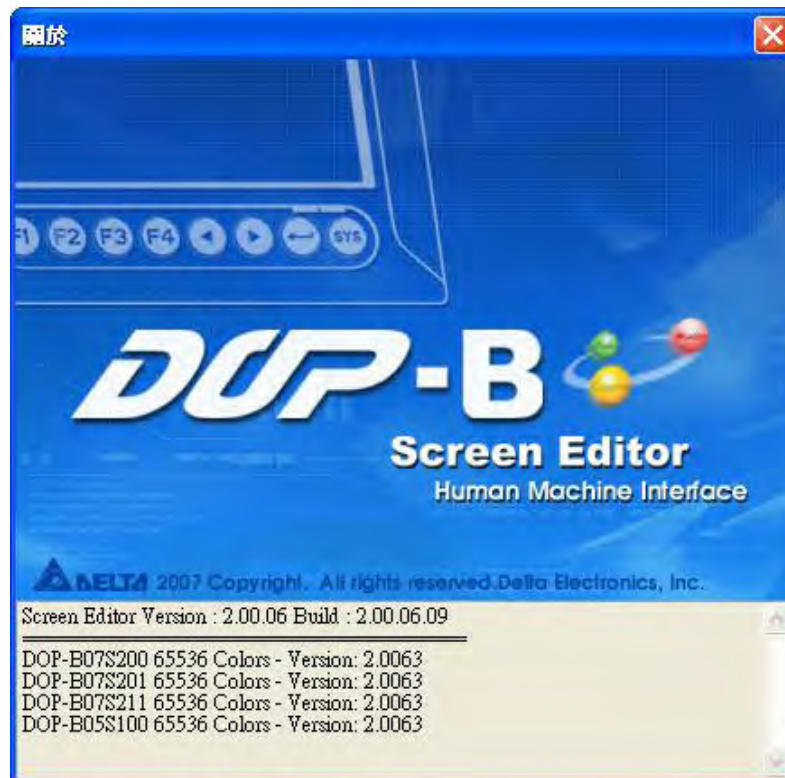 關於
F1 F2 F3 F4 SYS
DOP-B
Screen Editor
Human Machine Interface
DELTA 2007 Copyright. All rights reserved.Delta Electronics, Inc.
Screen Editor Version : 2.00.06 Build : 2.00.06.09
DOP-B07S200 65536 Colors - Version: 2.0063
DOP-B07S201 65536 Colors - Version: 2.0063
DOP-B07S211 65536 Colors - Version: 2.0063
DOP-B05S100 65536 Colors - Version: 2.0063